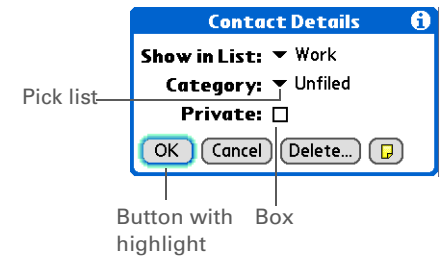 Contact Details
Show in List: Work
Category: Unfiled
Pick list
Private:
OK Cancel Delete...
Button with highlight
Box